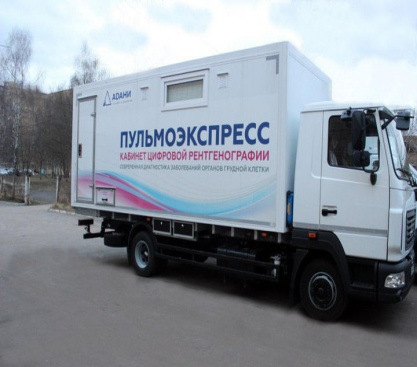 АДАНИ
ПУЛЬМОЭКСПРЕСС
КАБИНЕТ ЦИФРОВОЙ РЕНТГЕНОГРАФИИ
СОВРЕМЕННАЯ ДИАГНОСТИКА ЗАБОЛЕВАНИЙ ОРГАНОВ ГРУДНОЙ КЛЕТКИ